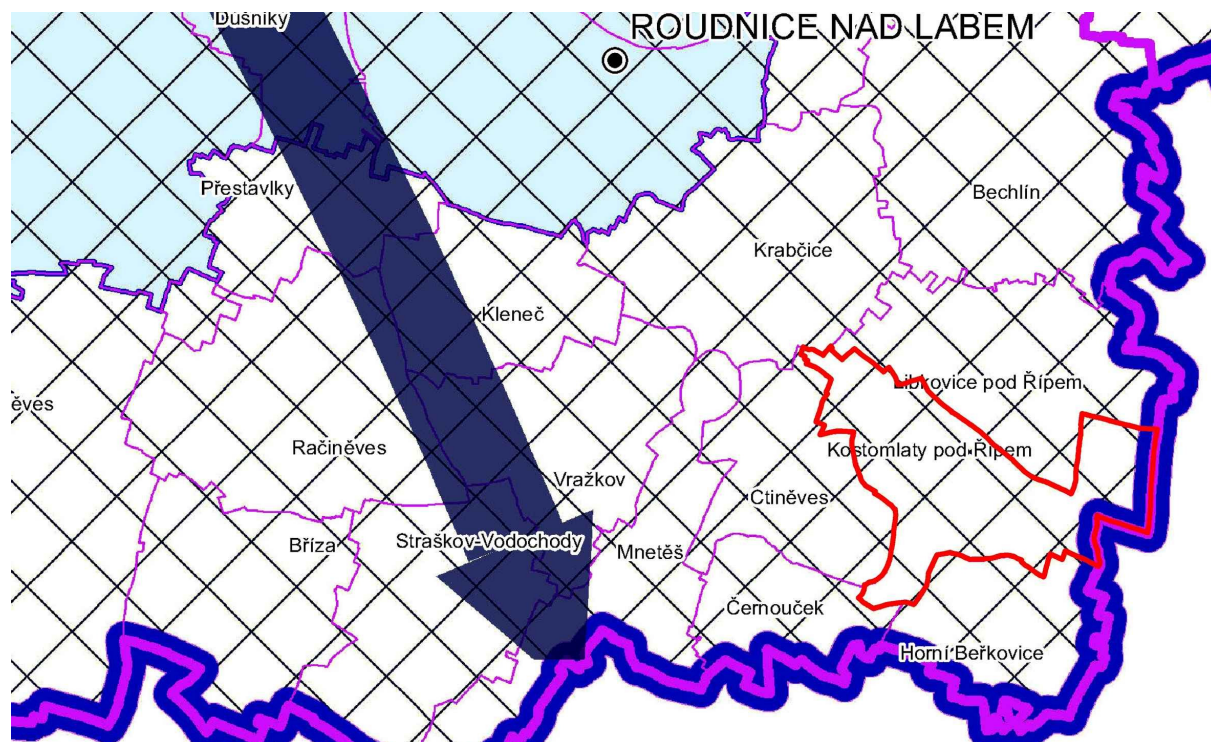 Dušníky
ROUDNICE NAD LABEM
Přestavlky
Bechlín
Krabčice
Kleneč
Libkovice pod Řípem
ěves
Račiněves
Kostomlaty pod Řípem
Vražkov
Ctiněves
Bříza
Straškov-Vodochody
Mnetěš
Černouček
Horní Beřkovice